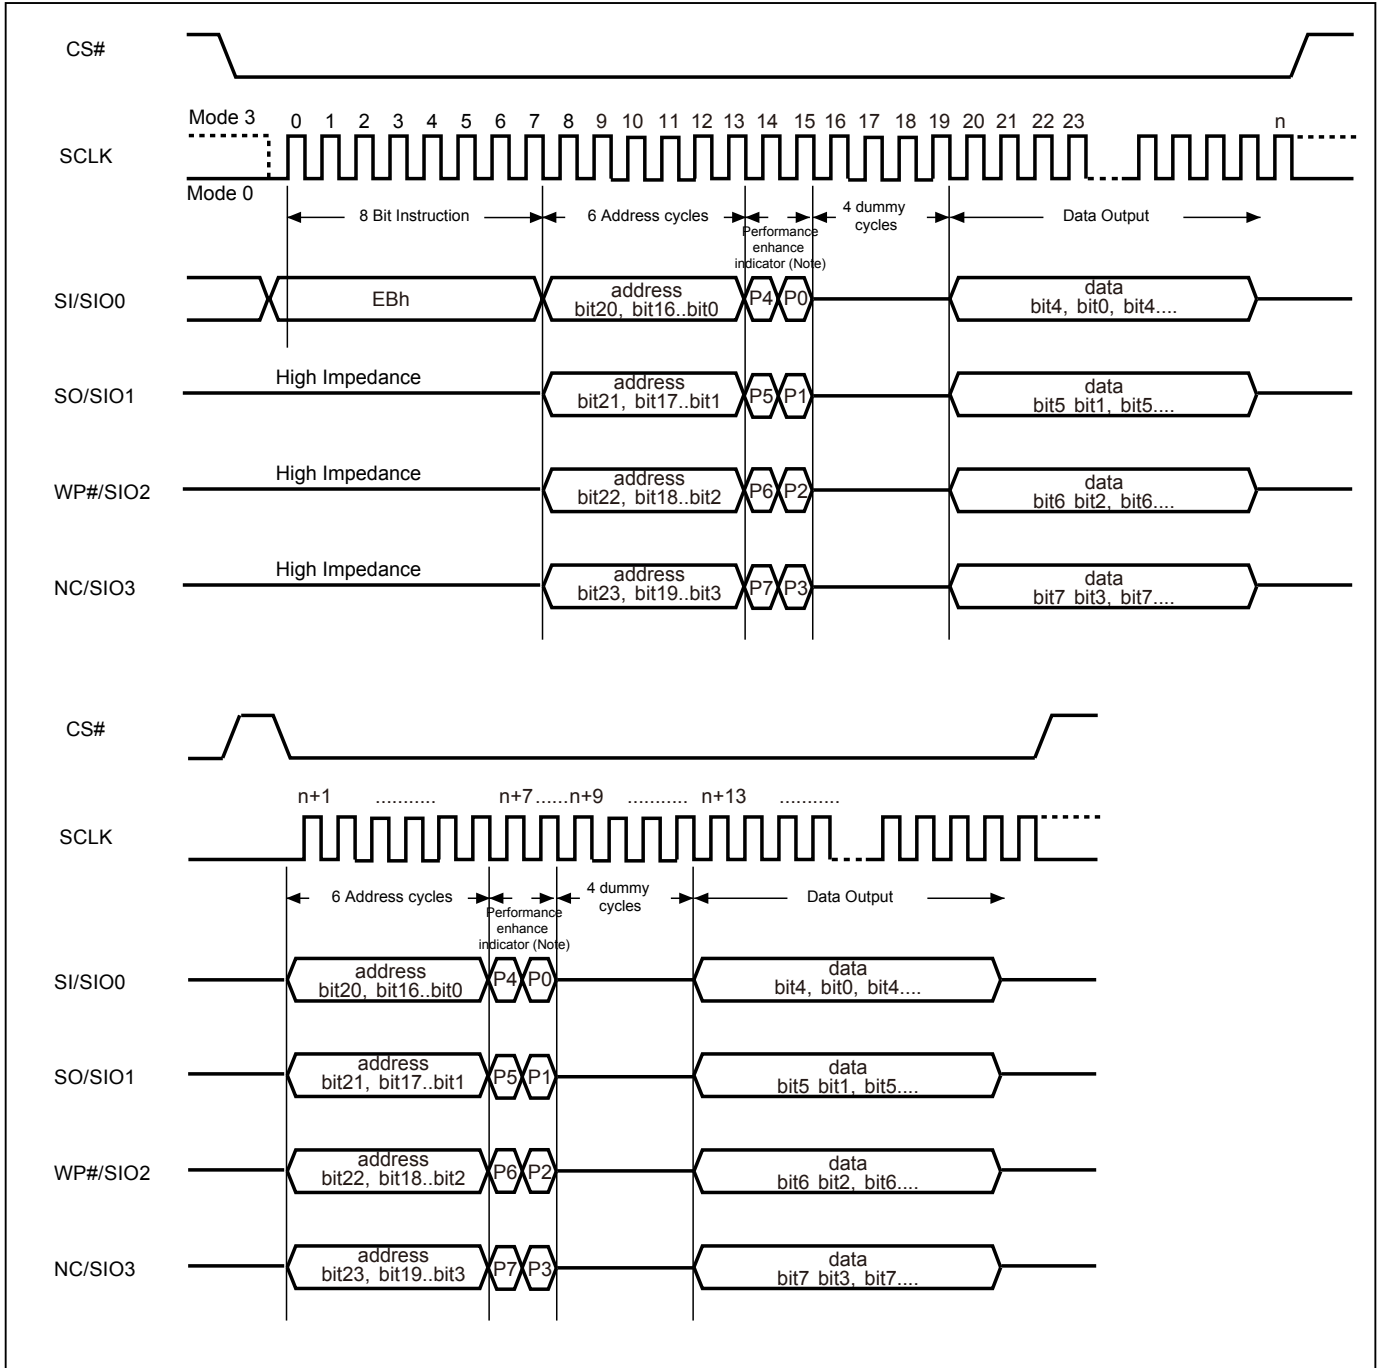 CS#
Mode 3
0 1 2 3 4 5 6 7 8 9 10 11 12 13 14 15 16 17 18 19 20 21 22 23 n
SCLK
Mode 0
8 Bit Instruction
6 Address cycles
4 dummy
cycles
Data Output
Performance
enhance
indicator (Note)
SI/SIO0
EBh
address
bit20, bit16..bit0
P4 P0
data
bit4, bit0, bit4....
SO/SIO1
High Impedance
address
bit21, bit17..bit1
P5 P1
data
bit5 bit1, bit5....
WP#/SIO2
High Impedance
address
bit22, bit18..bit2
P6 P2
data
bit6 bit2, bit6....
NC/SIO3
High Impedance
address
bit23, bit19..bit3
P7 P3
data
bit7 bit3, bit7....
CS#
n+1 ........... n+7......n+9 ........... n+13 ...........
SCLK
6 Address cycles
4 dummy
cycles
Data Output
Performance
enhance
indicator (Note)
SI/SIO0
address
bit20, bit16..bit0
P4 P0
data
bit4, bit0, bit4....
SO/SIO1
address
bit21, bit17..bit1
P5 P1
data
bit5 bit1, bit5....
WP#/SIO2
address
bit22, bit18..bit2
P6 P2
data
bit6 bit2, bit6....
NC/SIO3
address
bit23, bit19..bit3
P7 P3
data
bit7 bit3, bit7....